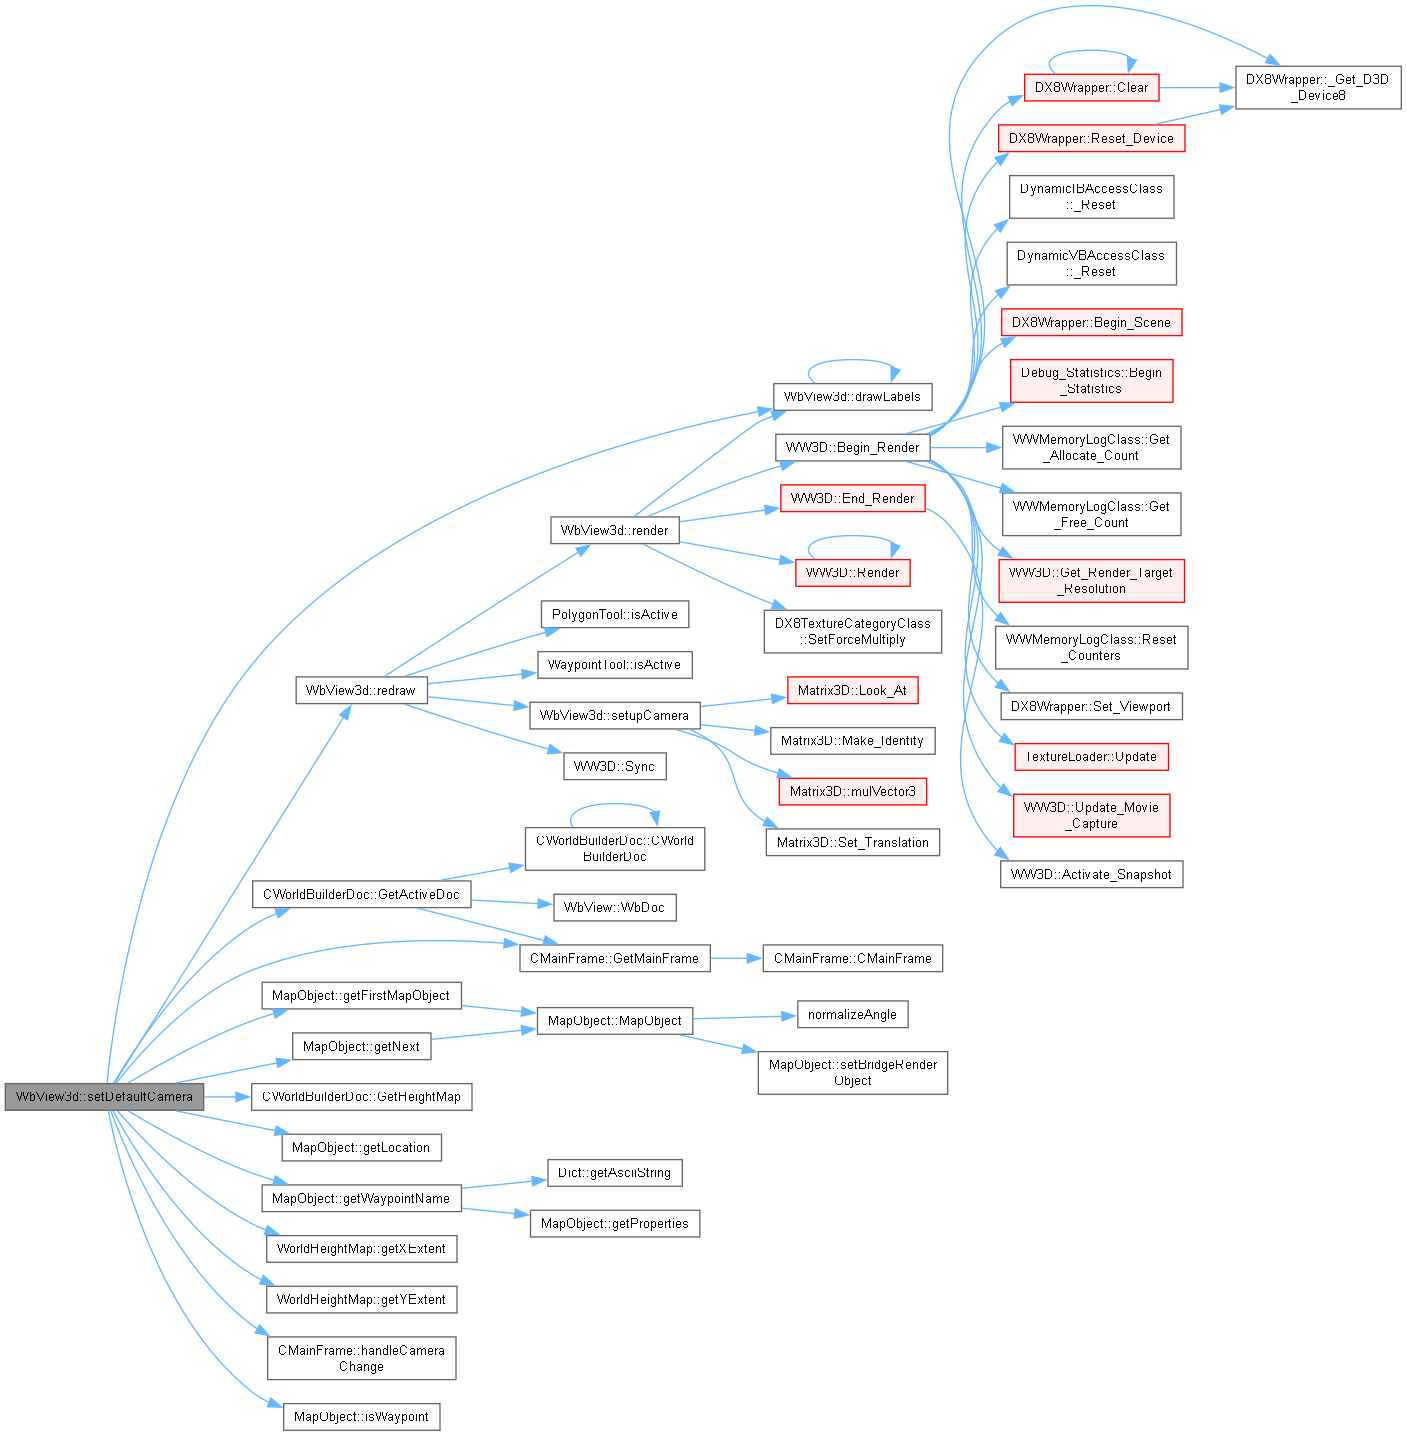 WbView3d::setDefaultCamera
WbView3d::drawLabels
WbView3d::redraw
WbView3d::render
WW3D::Begin_Render
DX8Wrapper::Clear
DX8Wrapper::_Get_D3D
_Device8
DX8Wrapper::Reset_Device
DynamicIBAccessClass
::_Reset
DynamicVBAccessClass
::_Reset
DX8Wrapper::Begin_Scene
Debug_Statistics::Begin
_Statistics
WWMemoryLogClass::Get
_Allocate_Count
WWMemoryLogClass::Get
_Free_Count
WW3D::Get_Render_Target
_Resolution
WWMemoryLogClass::Reset
_Counters
DX8Wrapper::Set_Viewport
TextureLoader::Update
WW3D::Update_Movie
_Capture
WW3D::Activate_Snapshot
WW3D::End_Render
WW3D::Render
DX8TextureCategoryClass
::SetForceMultiply
PolygonTool::isActive
WaypointTool::isActive
WbView3d::setupCamera
Matrix3D::Look_At
Matrix3D::Make_Identity
Matrix3D::mulVector3
Matrix3D::Set_Translation
WW3D::Sync
CWorldBuilderDoc::GetActiveDoc
CWorldBuilderDoc::CWorld
BuilderDoc
WbView::WbDoc
CMainFrame::GetMainFrame
CMainFrame::CMainFrame
MapObject::getFirstMapObject
MapObject::getNext
MapObject::MapObject
normalizeAngle
MapObject::setBridgeRender
Object
CWorldBuilderDoc::GetHeightMap
MapObject::getLocation
MapObject::getWaypointName
Dict::getAsciiString
MapObject::getProperties
WorldHeightMap::getXExtent
WorldHeightMap::getYExtent
CMainFrame::handleCamera
Change
MapObject::isWaypoint